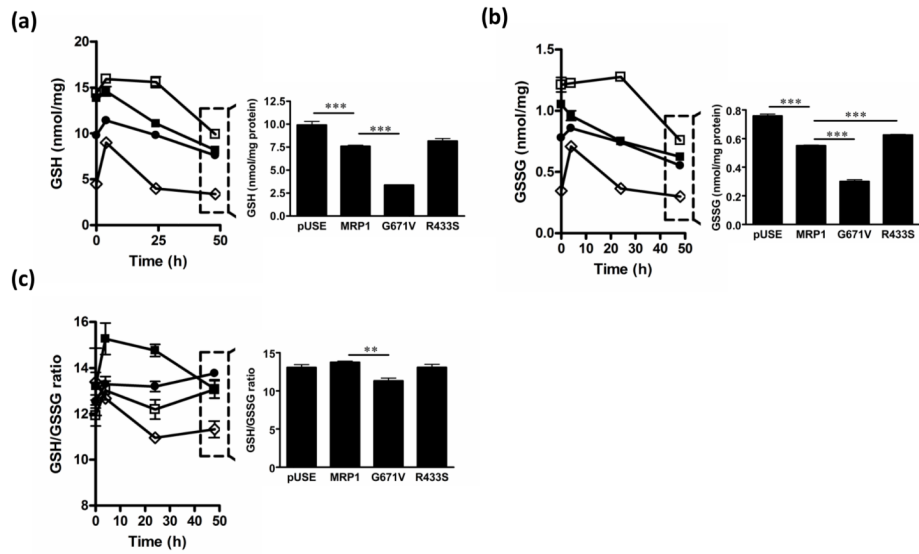 (a)
GSH (nmol/mg)
20
15
10
5
0
0 25 50
Time (h)
GSH (nmol/mg protein)
12.5
10.0
7.5
5.0
2.5
0.0
***
***
pUSE MRP1 G671V R433S
(b)
GSSG (nmol/mg)
1.5
1.0
0.5
0.0
0 10 20 30 40 50
Time (h)
GSSG (nmol/mg protein)
0.8
0.6
0.4
0.2
0
***
***
***
pUSE MRP1 G671V R433S
(c)
GSH/GSSG ratio
16
14
12
10
8
0 10 20 30 40 50
Time (h)
GSH/GSSG ratio
15
10
5
0
**
pUSE MRP1 G671V R433S